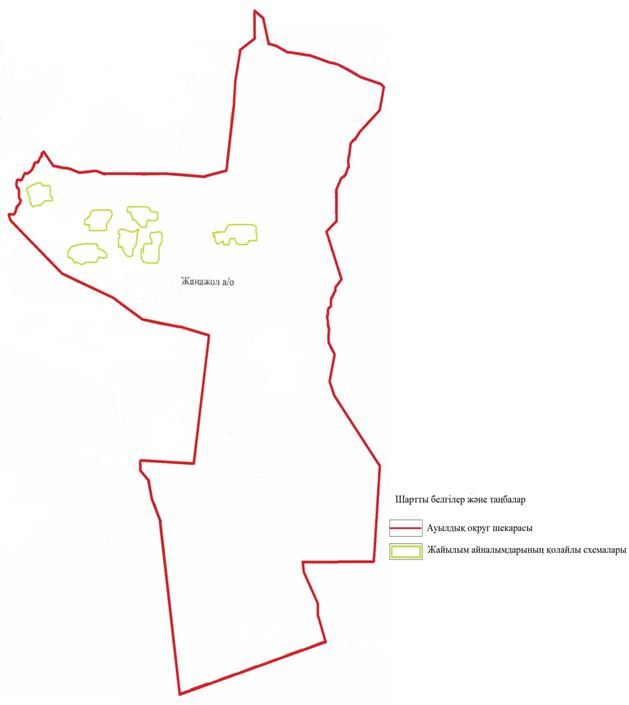 Жаңажол а/о
Шартты белгілер және таңбалар
Ауылдық округ шекарасы
Жайылым айналымдарының қолайлы схемалары